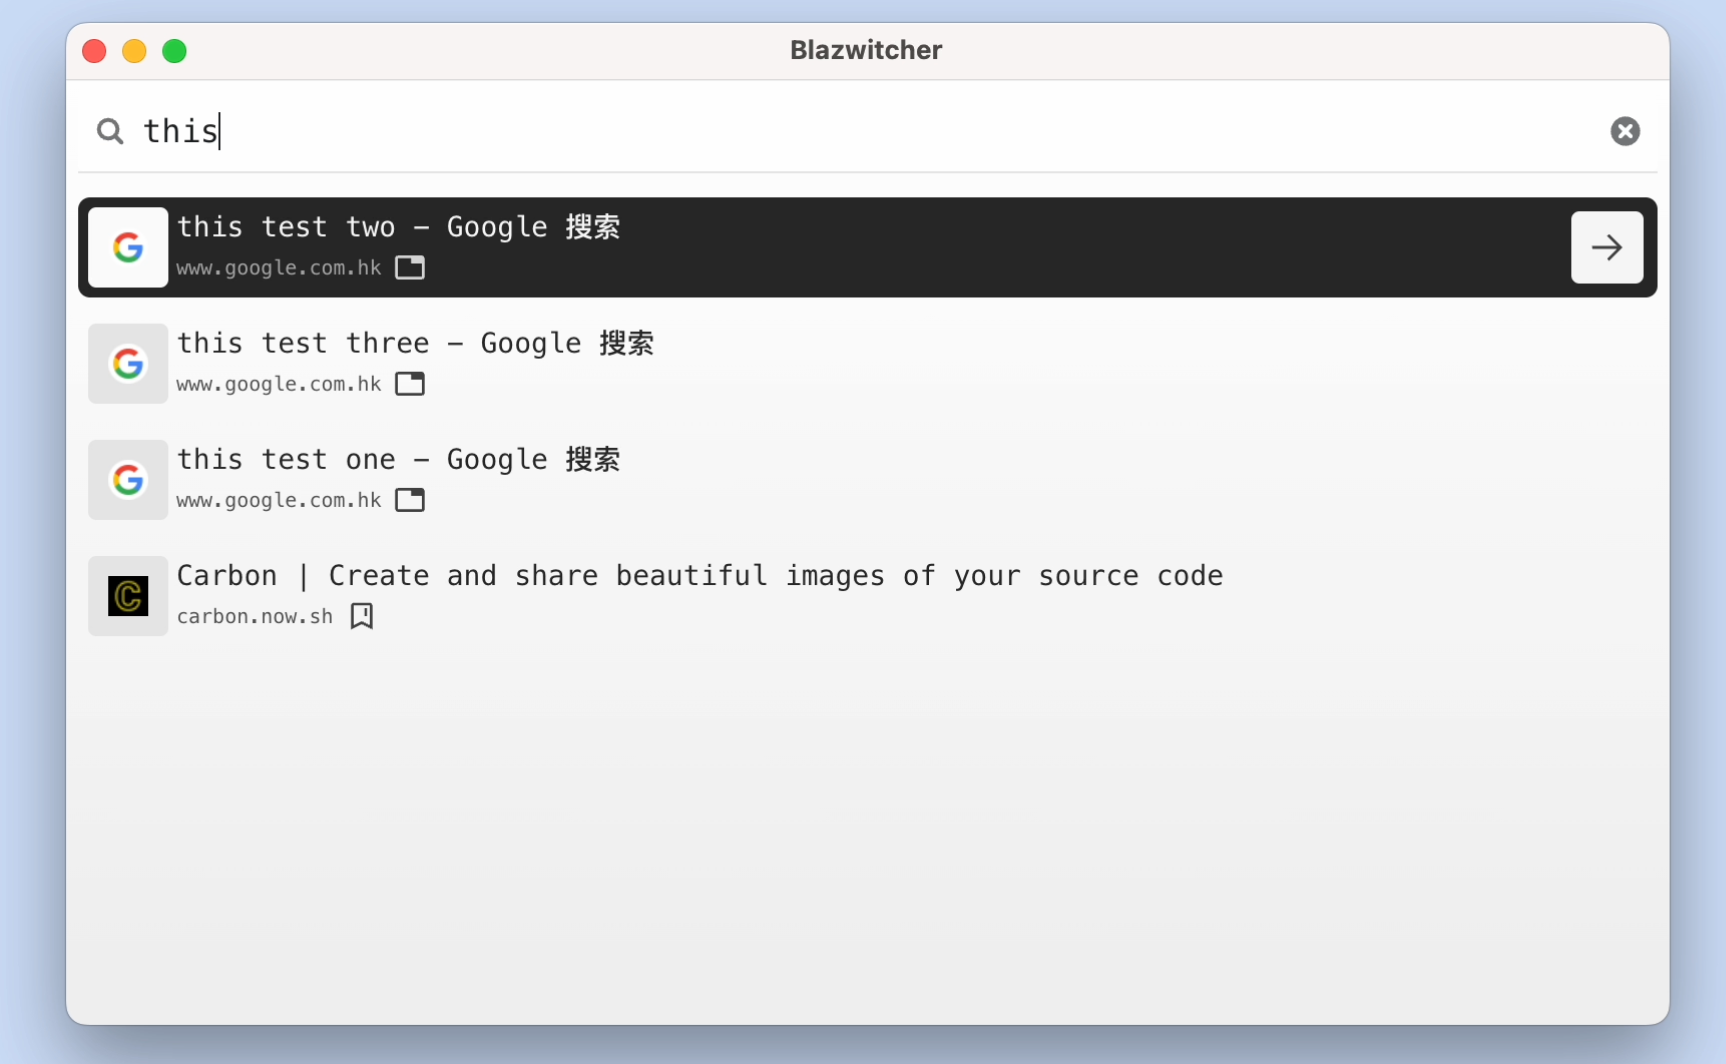 Blazwitcher
this
this test two – Google 搜索
www.google.com.hk
this test three – Google 搜索
www.google.com.hk
this test one – Google 搜索
www.google.com.hk
Carbon | Create and share beautiful images of your source code
carbon.now.sh